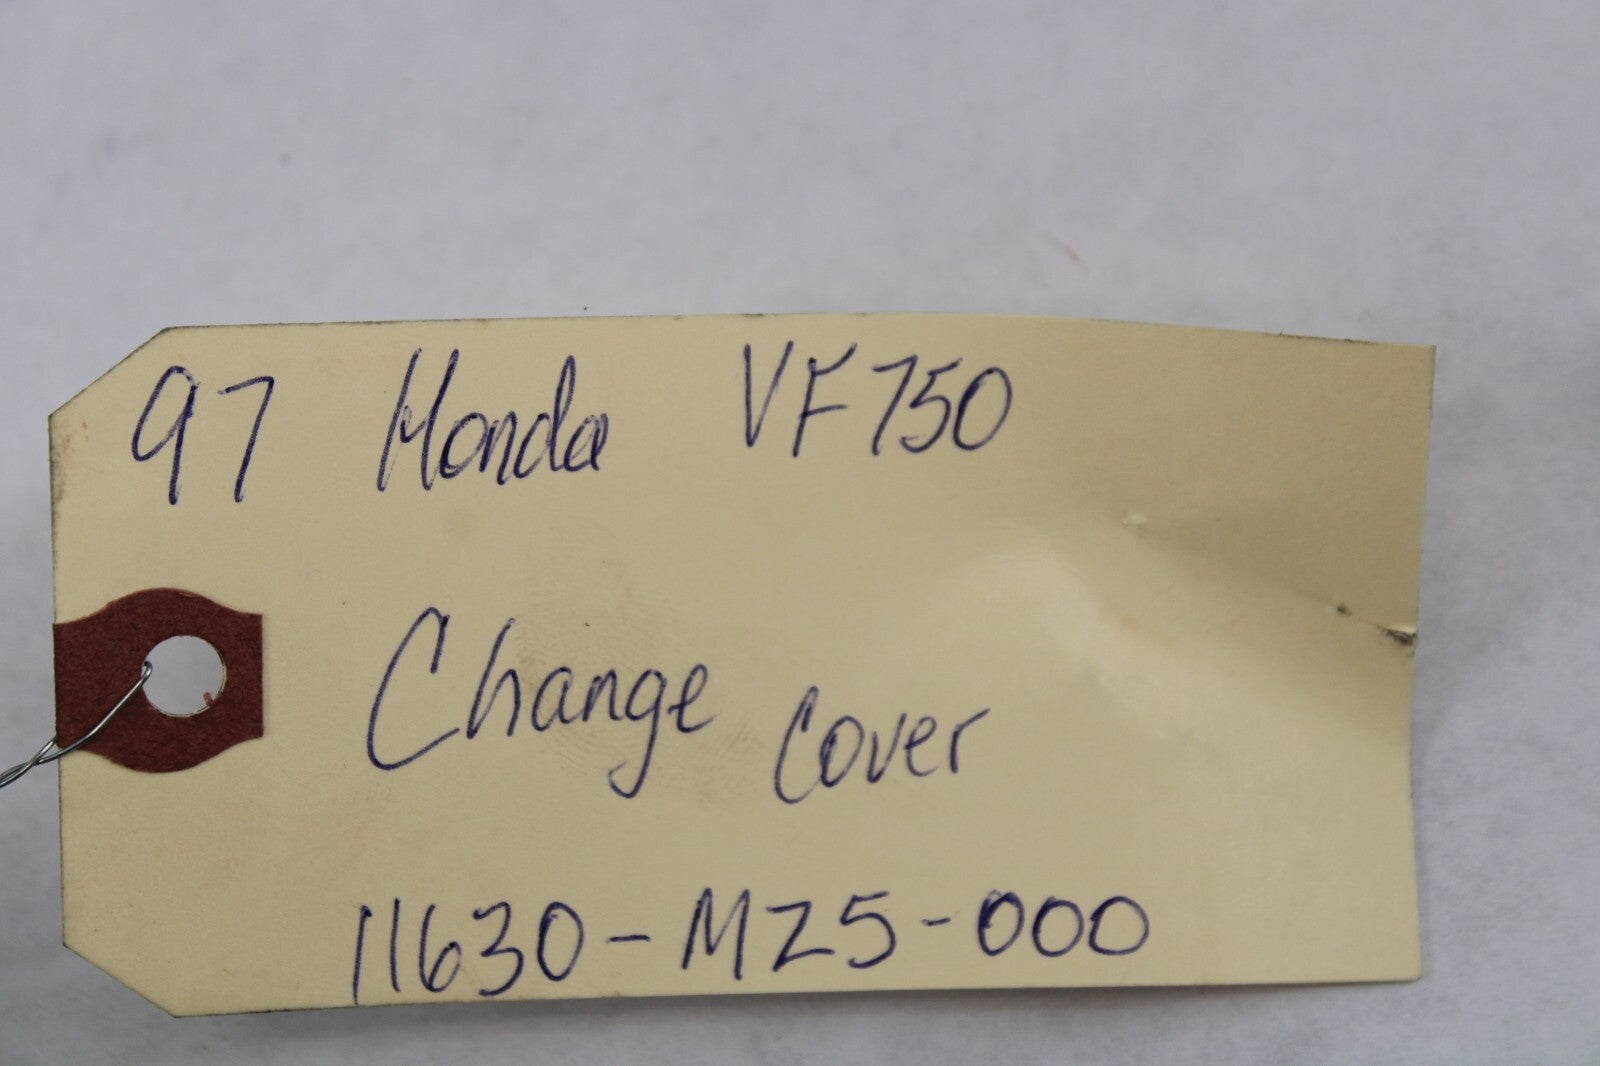 97 Honda VF750
Change Cover
11630-MZ5-000